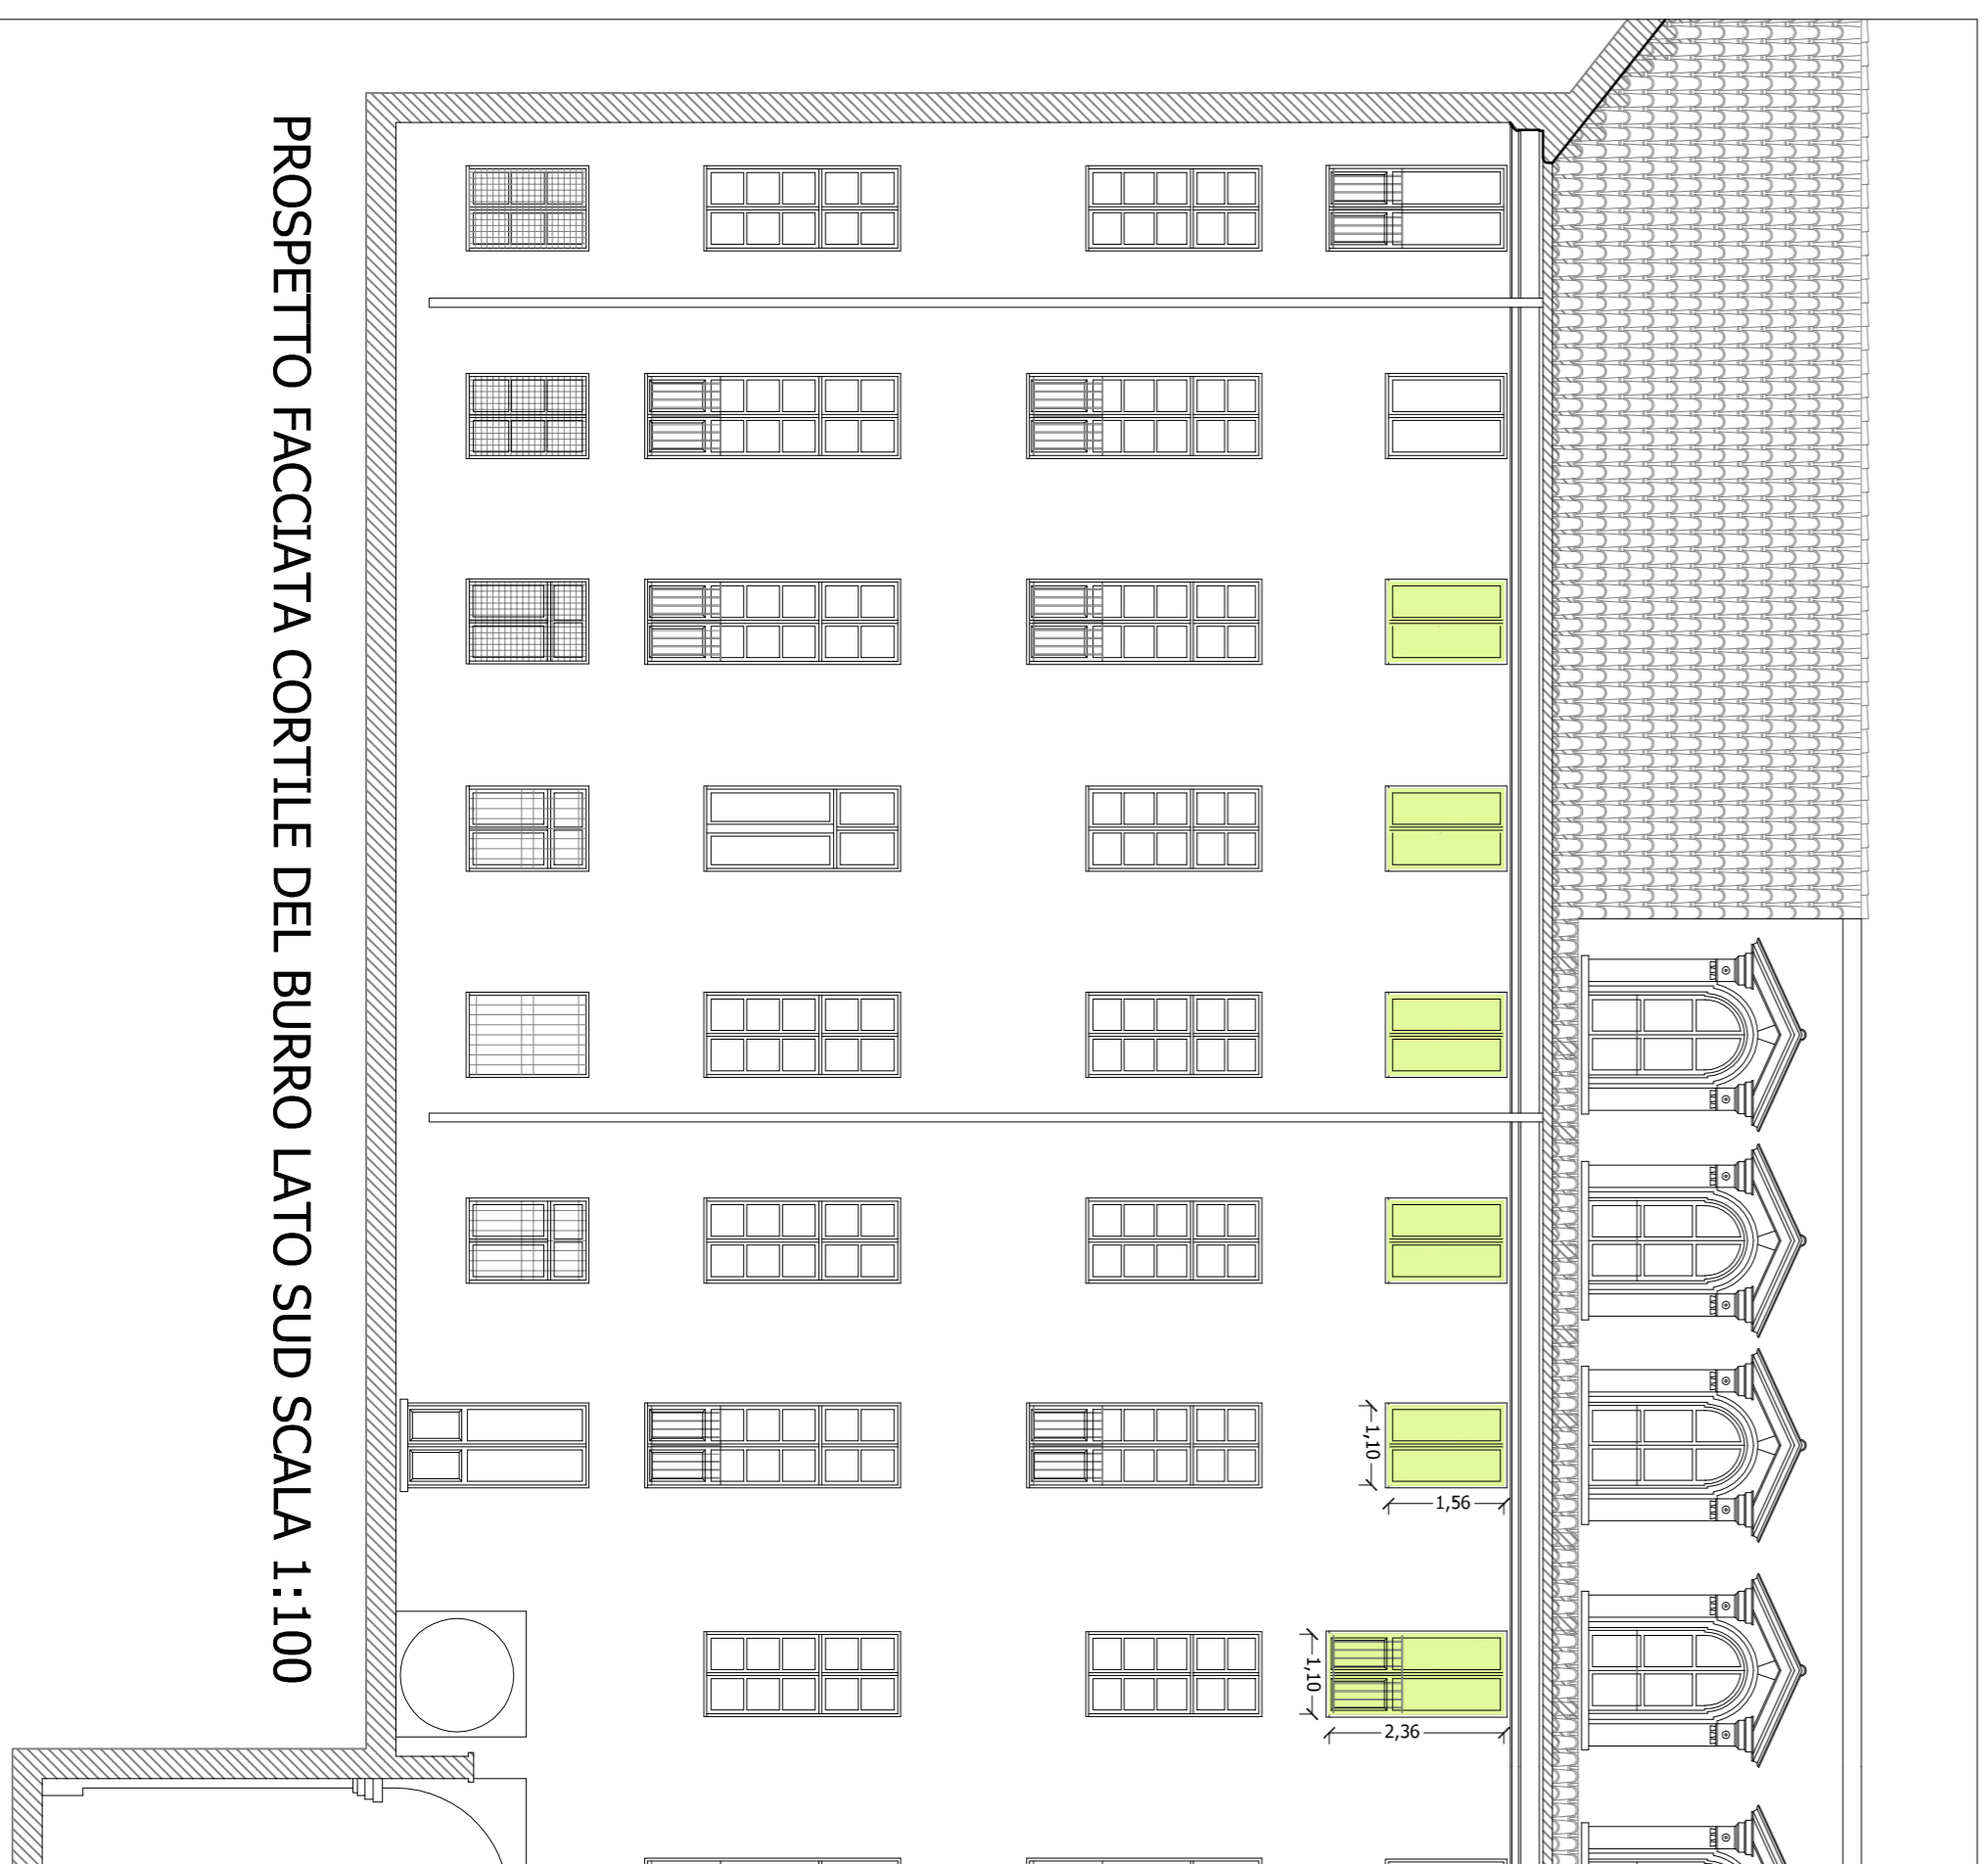 PROSPETTO FACCIATA CORTILE DEL BURRO LATO SUD SCALA 1:100
1,10
1,56
1,10
2,36